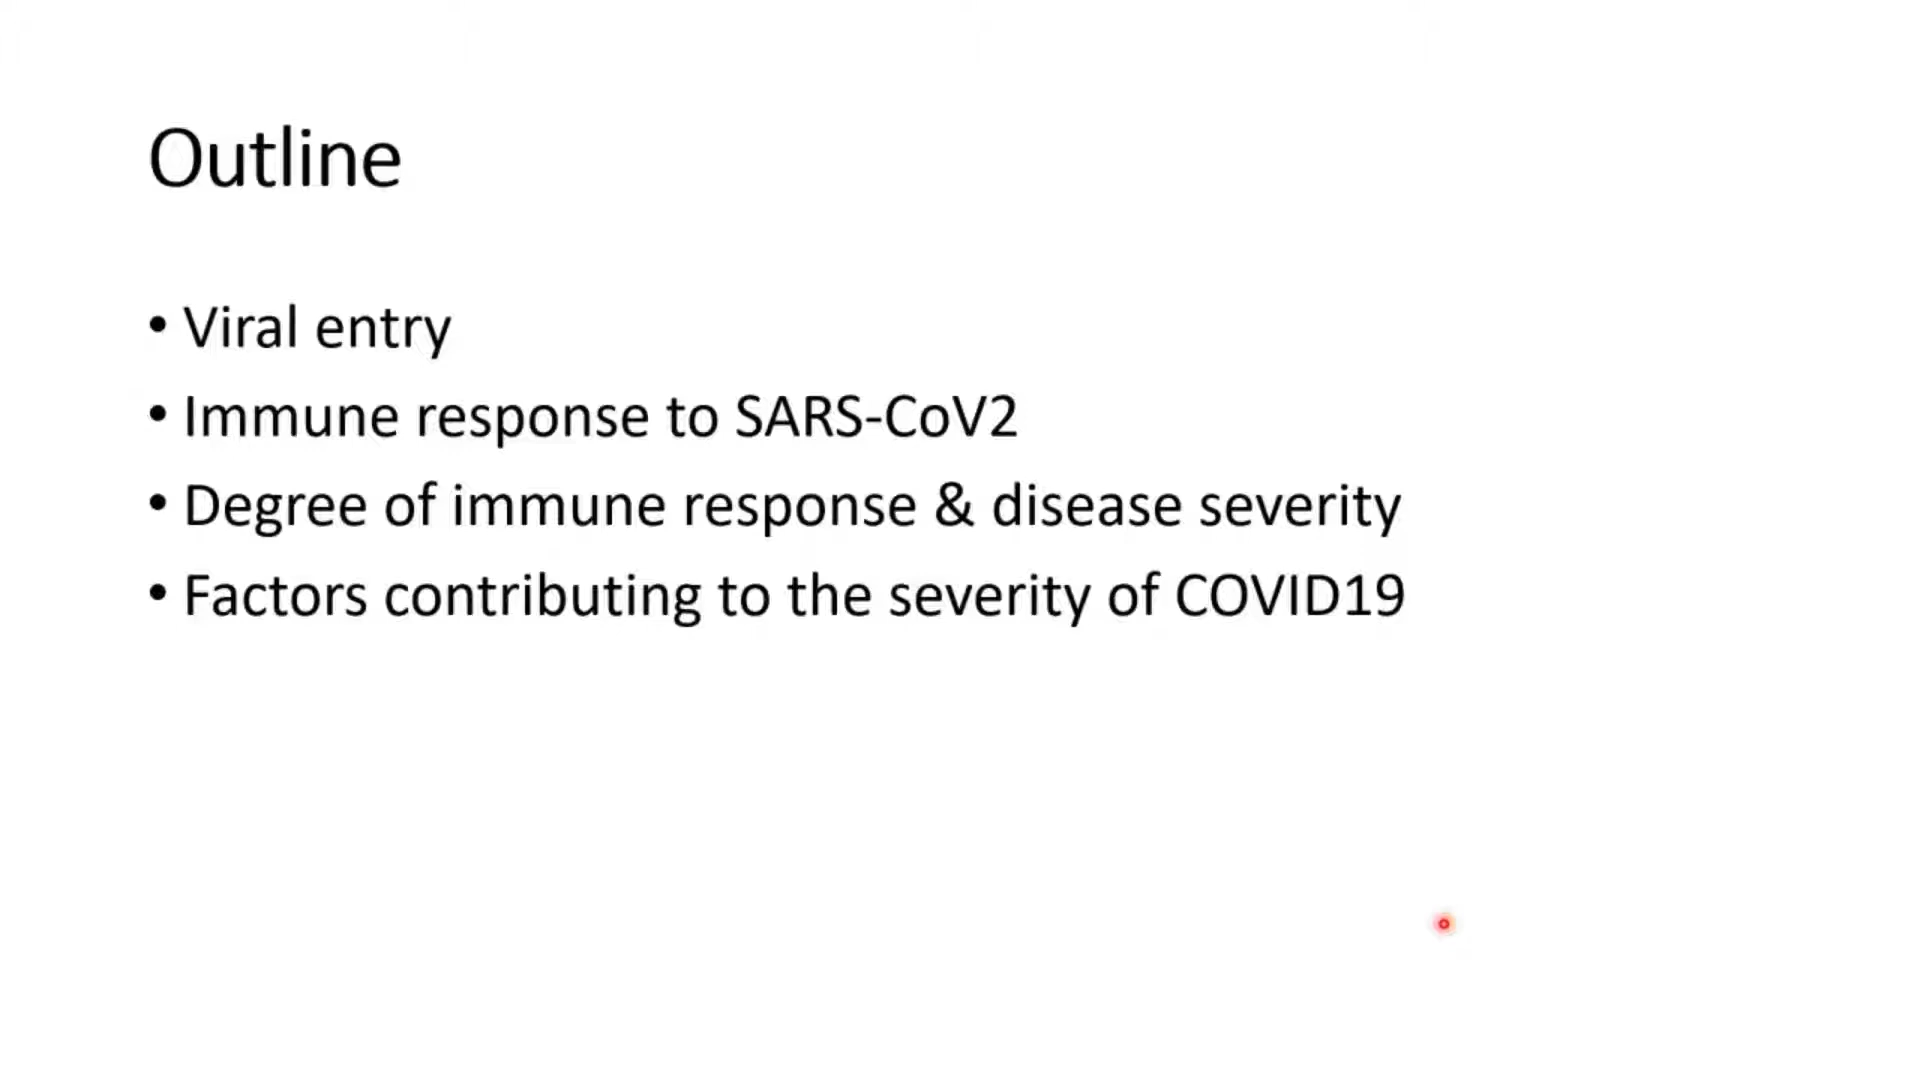 Outline
• Viral entry
• Immune response to SARS-CoV2
• Degree of immune response & disease severity
• Factors contributing to the severity of COVID19